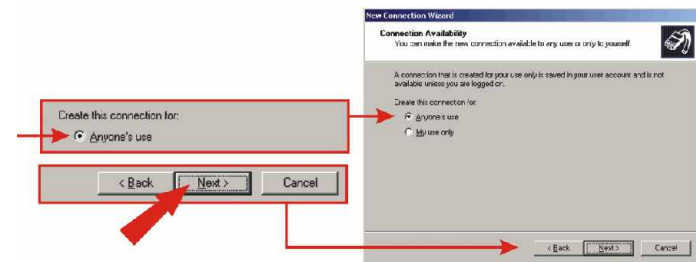 New Connection Wizard
Connection Availability
You can make the new connection available to any user or only to yourself.
A connection that is created for your use only is saved in your user account and is not
available unless you are logged on.
Create this connection for:
Anyone's use
My use only
< Back
Next >
Cancel
Create this connection for:
Anyone's use
< Back
Next >
Cancel